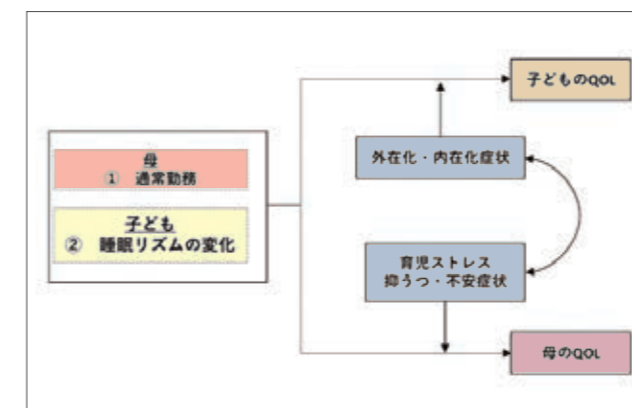 子どものQOL
外在化・内在化症状
母
① 通常勤務
子ども
② 睡眠リズムの変化
育児ストレス
抑うつ・不安症状
母のQOL